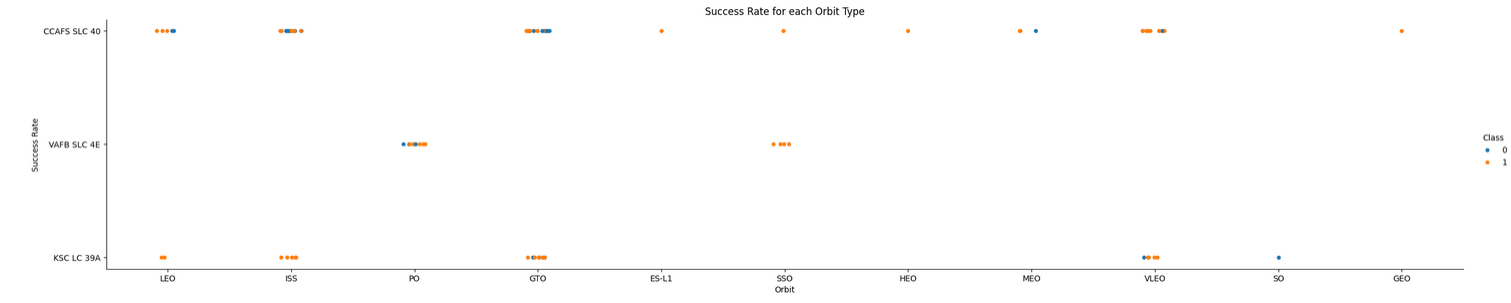 Success Rate for each Orbit Type
CCAFS SLC 40
VAFB SLC 4E
KSC LC 39A
Success Rate
LEO ISS PO GTO ES-L1 SSO HEO MEO VLEO SO GEO
Orbit
Class
0
1